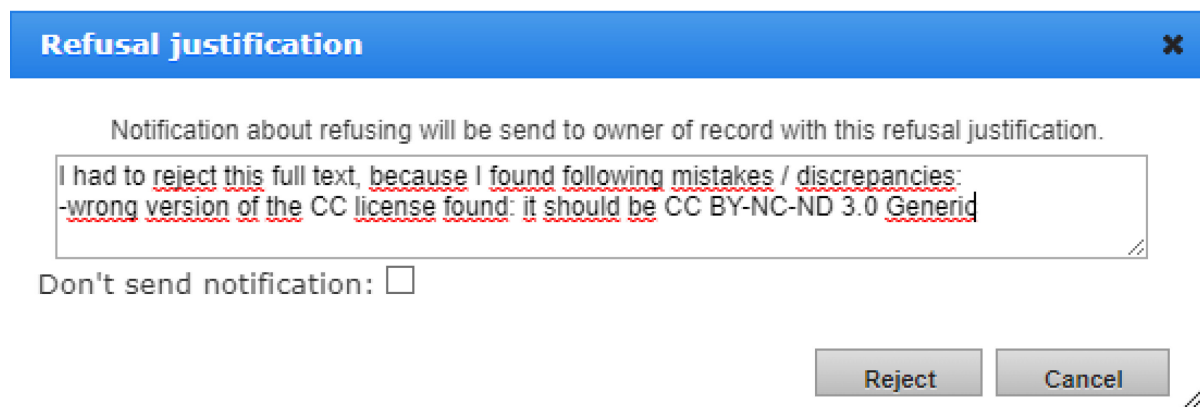 Refusal justification
Notification about refusing will be send to owner of record with this refusal justification.
I had to reject this full text, because I found following mistakes / discrepancies:
-wrong version of the CC license found: it should be CC BY-NC-ND 3.0 Generic
Don't send notification:
Reject Cancel